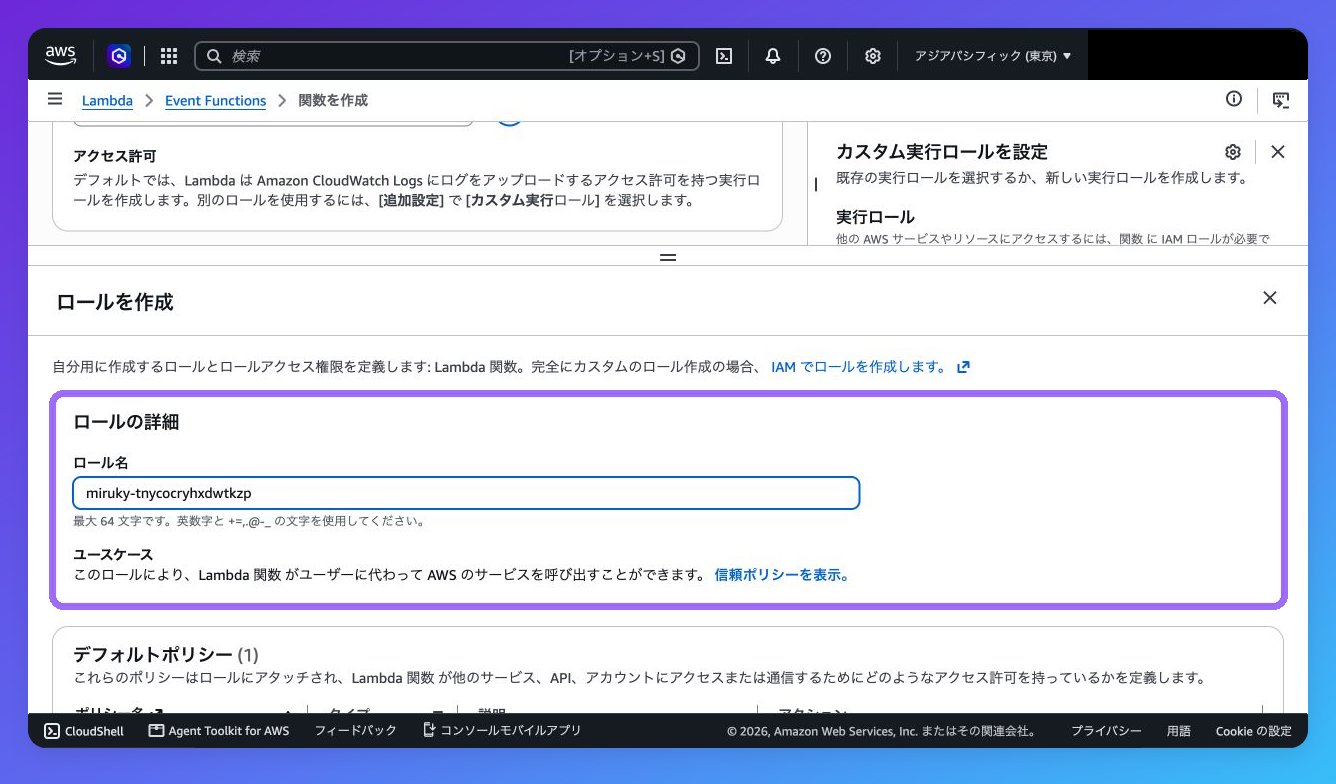 aws
検索
[オプション+S]
アジアパシフィック (東京) ▼
Lambda > Event Functions > 関数を作成
アクセス許可
デフォルトでは、Lambda は Amazon CloudWatch Logs にログをアップロードするアクセス許可を持つ実行ロ
ールを作成します。別のロールを使用するには、[追加設定] で [カスタム実行ロール] を選択します。
カスタム実行ロールを設定
既存の実行ロールを選択するか、新しい実行ロールを作成します。
実行ロール
他の AWS サービスやリソースにアクセスするには、関数 に IAM ロールが必要で
ロールを作成
自分用に作成するロールとロールアクセス権限を定義します: Lambda 関数。完全にカスタムのロール作成の場合、 IAM でロールを作成します。
ロールの詳細
ロール名
miruky-tnycocryhxdwtkzp
最大 64 文字です。英数字と +=,.@-_ の文字を使用してください。
ユースケース
このロールにより、Lambda 関数 がユーザーに代わって AWS のサービスを呼び出すことができます。 信頼ポリシーを表示。
デフォルトポリシー (1)
これらのポリシーはロールにアタッチされ、Lambda 関数 が他のサービス、API、アカウントにアクセスまたは通信するためにどのようなアクセス許可を持っているかを定義します。
ポリシー名 タイプ 説明 アクション
CloudShell Agent Toolkit for AWS フィードバック コンソールモバイルアプリ © 2026, Amazon Web Services, Inc. またはその関連会社。 プライバシー 用語 Cookie の設定